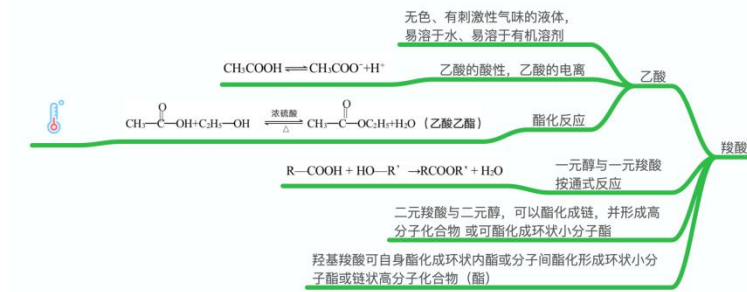 无色、有刺激性气味的液体，
易溶于水、易溶于有机溶剂
CH₃COOH⇌CH₃COO⁻+H⁺
乙酸的酸性，乙酸的电离
乙酸
O O
浓硫酸
CH₃—C—OH+C₂H₅—OH ⇌ CH₃—C—OC₂H₅+H₂O（乙酸乙酯）
△
酯化反应
羧酸
R—COOH + HO—R’ →RCOOR’ + H₂O
一元醇与一元羧酸
按通式反应
二元羧酸与二元醇，可以酯化成链，并形成高
分子化合物 或可酯化成环状小分子酯
羟基羧酸可自身酯化成环状内酯或分子间酯化形成环状小分
子酯或链状高分子化合物（酯）